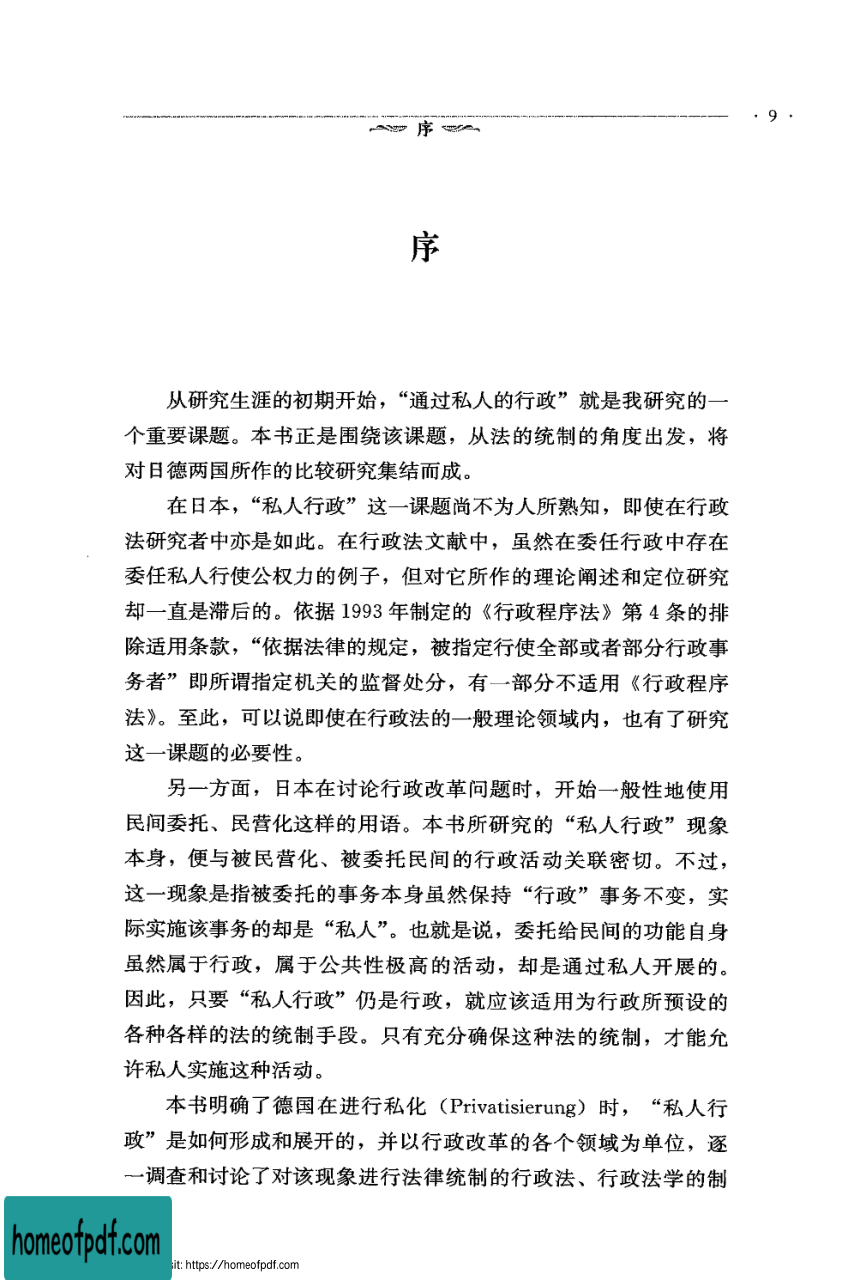 · 9 ·
序
序
从研究生涯的初期开始，“通过私人的行政”就是我研究的一
个重要课题。本书正是围绕该课题，从法的统制的角度出发，将
对日德两国所作的比较研究集结而成。
在日本，“私人行政”这一课题尚不为人所熟知，即使在行政
法研究者中亦是如此。在行政法文献中，虽然在委任行政中存在
委任私人行使公权力的例子，但对它所作的理论阐述和定位研究
却一直是滞后的。依据 1993 年制定的《行政程序法》第 4 条的排
除适用条款，“依据法律的规定，被指定行使全部或者部分行政事
务者”即所谓指定机关的监督处分，有一部分不适用《行政程序
法》。至此，可以说即使在行政法的一般理论领域内，也有了研究
这一课题的必要性。
另一方面，日本在讨论行政改革问题时，开始一般性地使用
民间委托、民营化这样的用语。本书所研究的“私人行政”现象
本身，便与被民营化、被委托民间的行政活动关联密切。不过，
这一现象是指被委托的事务本身虽然保持“行政”事务不变，实
际实施该事务的却是“私人”。也就是说，委托给民间的功能自身
虽然属于行政，属于公共性极高的活动，却是通过私人开展的。
因此，只要“私人行政”仍是行政，就应该适用为行政所预设的
各种各样的法的统制手段。只有充分确保这种法的统制，才能允
许私人实施这种活动。
本书明确了德国在进行私化（Privatisierung）时，“私人行
政”是如何形成和展开的，并以行政改革的各个领域为单位，逐
一调查和讨论了对该现象进行法律统制的行政法、行政法学的制
homeofpdf.com
sit: https://homeofpdf.com